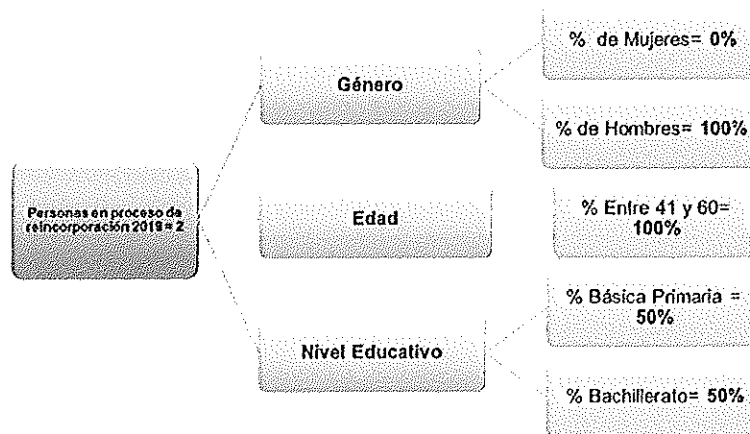 % de Mujeres= 0%
Género
% de Hombres= 100%
Personas en proceso de
reincorporación 2019= 2
Edad
% Entre 41 y 60=
100%
% Básica Primaria =
50%
Nivel Educativo
% Bachillerato= 50%